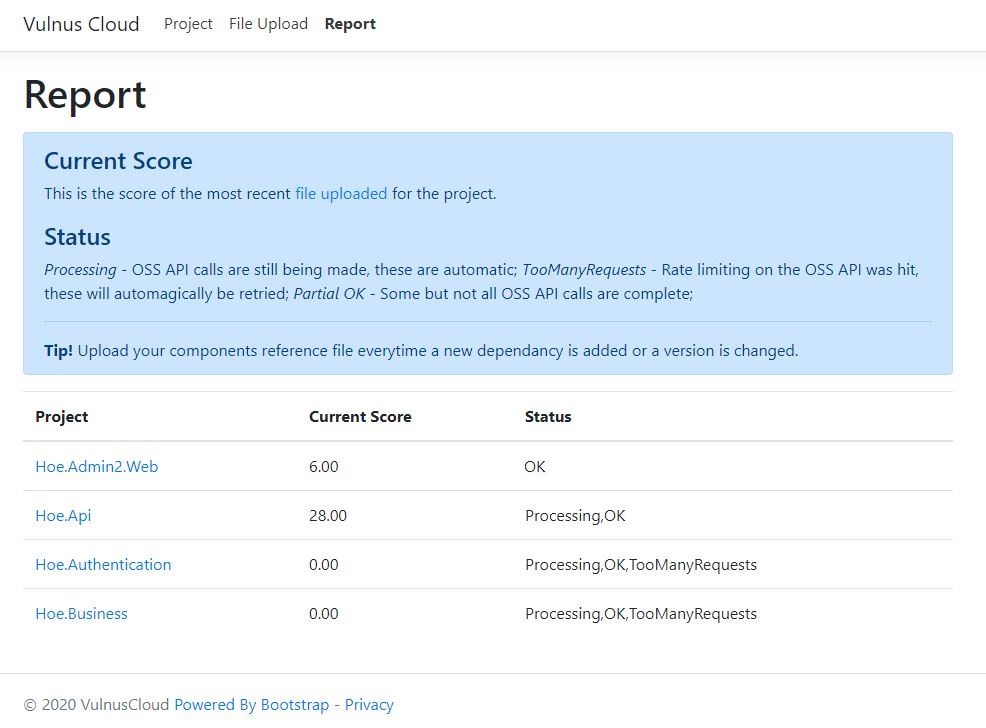 Vulnus Cloud Project File Upload Report
Report
Current Score
This is the score of the most recent file uploaded for the project.
Status
Processing - OSS API calls are still being made, these are automatic; TooManyRequests - Rate limiting on the OSS API was hit,
these will automagically be retried; Partial OK - Some but not all OSS API calls are complete;
Tip! Upload your components reference file everytime a new dependancy is added or a version is changed.
Project Current Score Status
Hoe.Admin2.Web 6.00 OK
Hoe.Api 28.00 Processing,OK
Hoe.Authentication 0.00 Processing,OK,TooManyRequests
Hoe.Business 0.00 Processing,OK,TooManyRequests
© 2020 VulnusCloud Powered By Bootstrap - Privacy